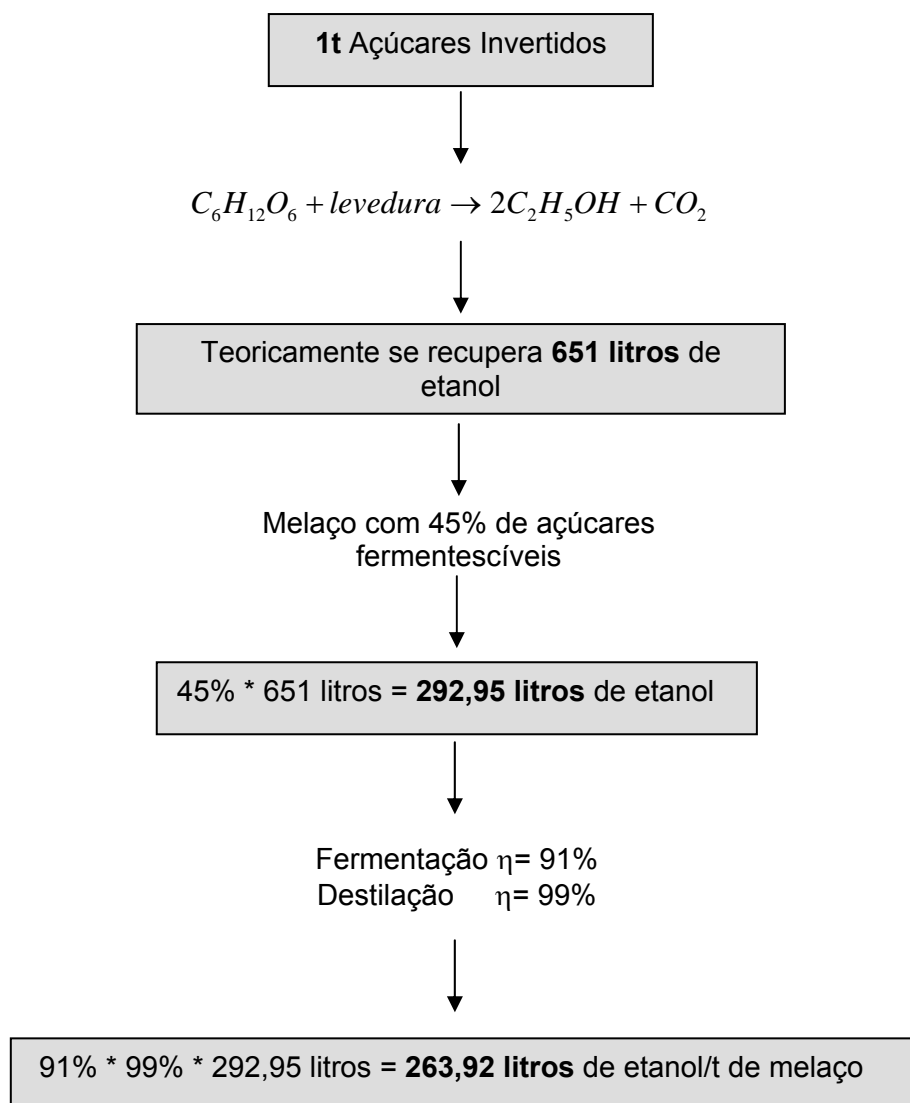 1t Açúcares Invertidos
C₆H₁₂O₆ + levedura → 2C₂H₅OH + CO₂
Teoricamente se recupera 651 litros de
etanol
Melaço com 45% de açúcares
fermentescíveis
45% * 651 litros = 292,95 litros de etanol
Fermentação η= 91%
Destilação η= 99%
91% * 99% * 292,95 litros = 263,92 litros de etanol/t de melaço